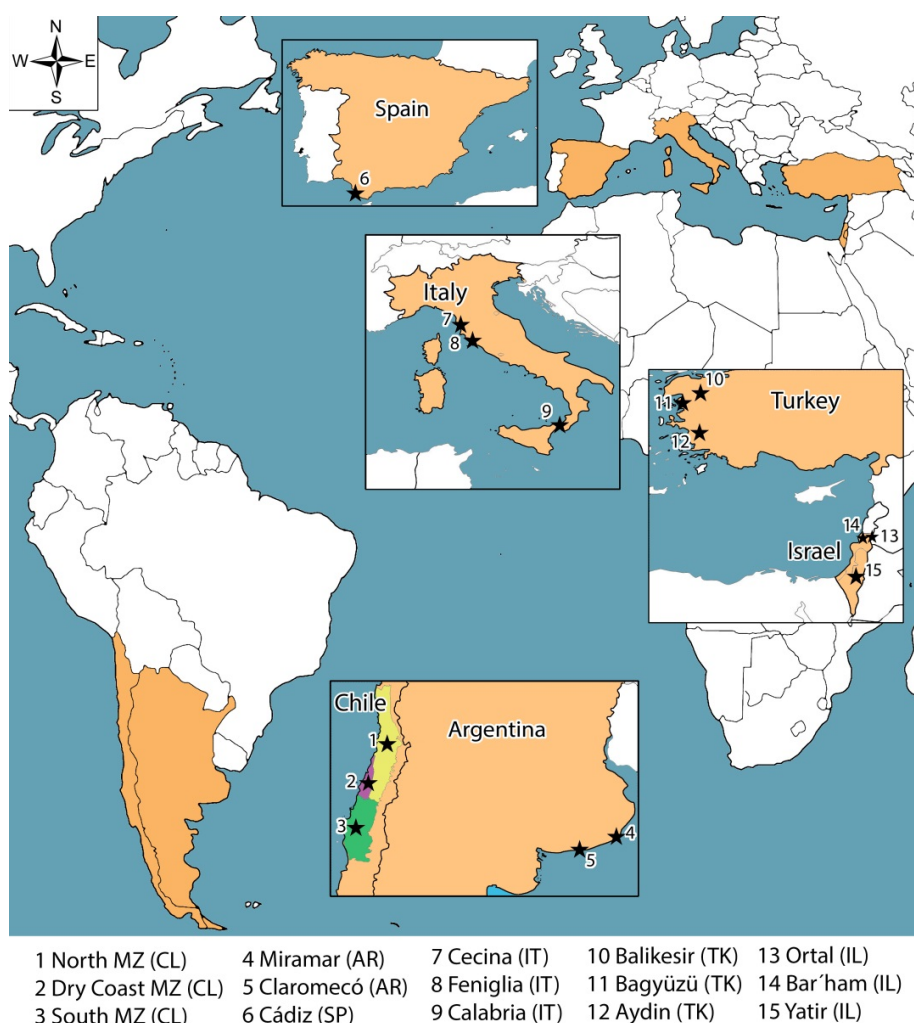 N
W E
S
Spain
6
Italy
7
8
9
10
Turkey
11
12
14
13
Israel
15
Chile
Argentina
1
2
3
4
5
1 North MZ (CL) 4 Miramar (AR) 7 Cecina (IT) 10 Balikesir (TK) 13 Ortal (IL)
2 Dry Coast MZ (CL) 5 Claromecó (AR) 8 Feniglia (IT) 11 Bagyüzü (TK) 14 Bar´ham (IL)
3 South MZ (CL) 6 Cádiz (SP) 9 Calabria (IT) 12 Aydin (TK) 15 Yatir (IL)